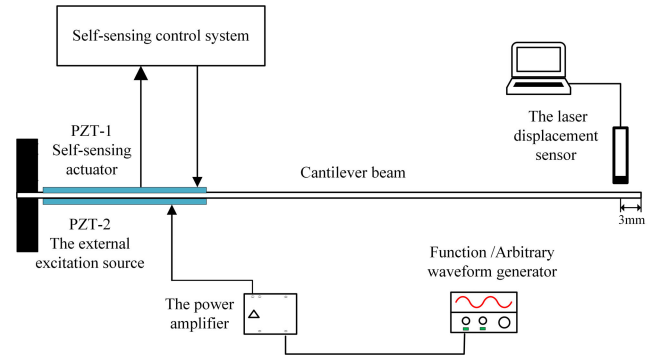 Self-sensing control system
PZT-1
Self-sensing
actuator
The laser
displacement
sensor
Cantilever beam
3mm
PZT-2
The external
excitation source
Function /Arbitrary
waveform generator
The power
amplifier